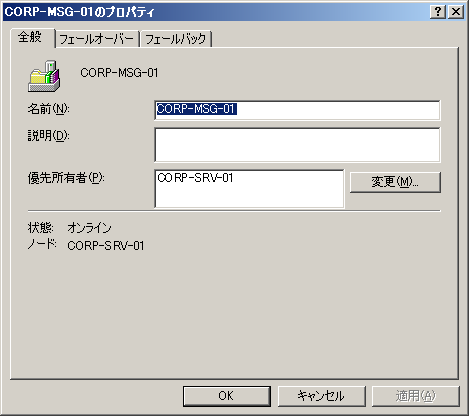 CORP-MSG-01のプロパティ
全般 フェールオーバー フェールバック
CORP-MSG-01
名前(N): CORP-MSG-01
説明(D):
優先所有者(P): CORP-SRV-01 変更(M)...
状態: オンライン
ノード: CORP-SRV-01
OK キャンセル 適用(A)